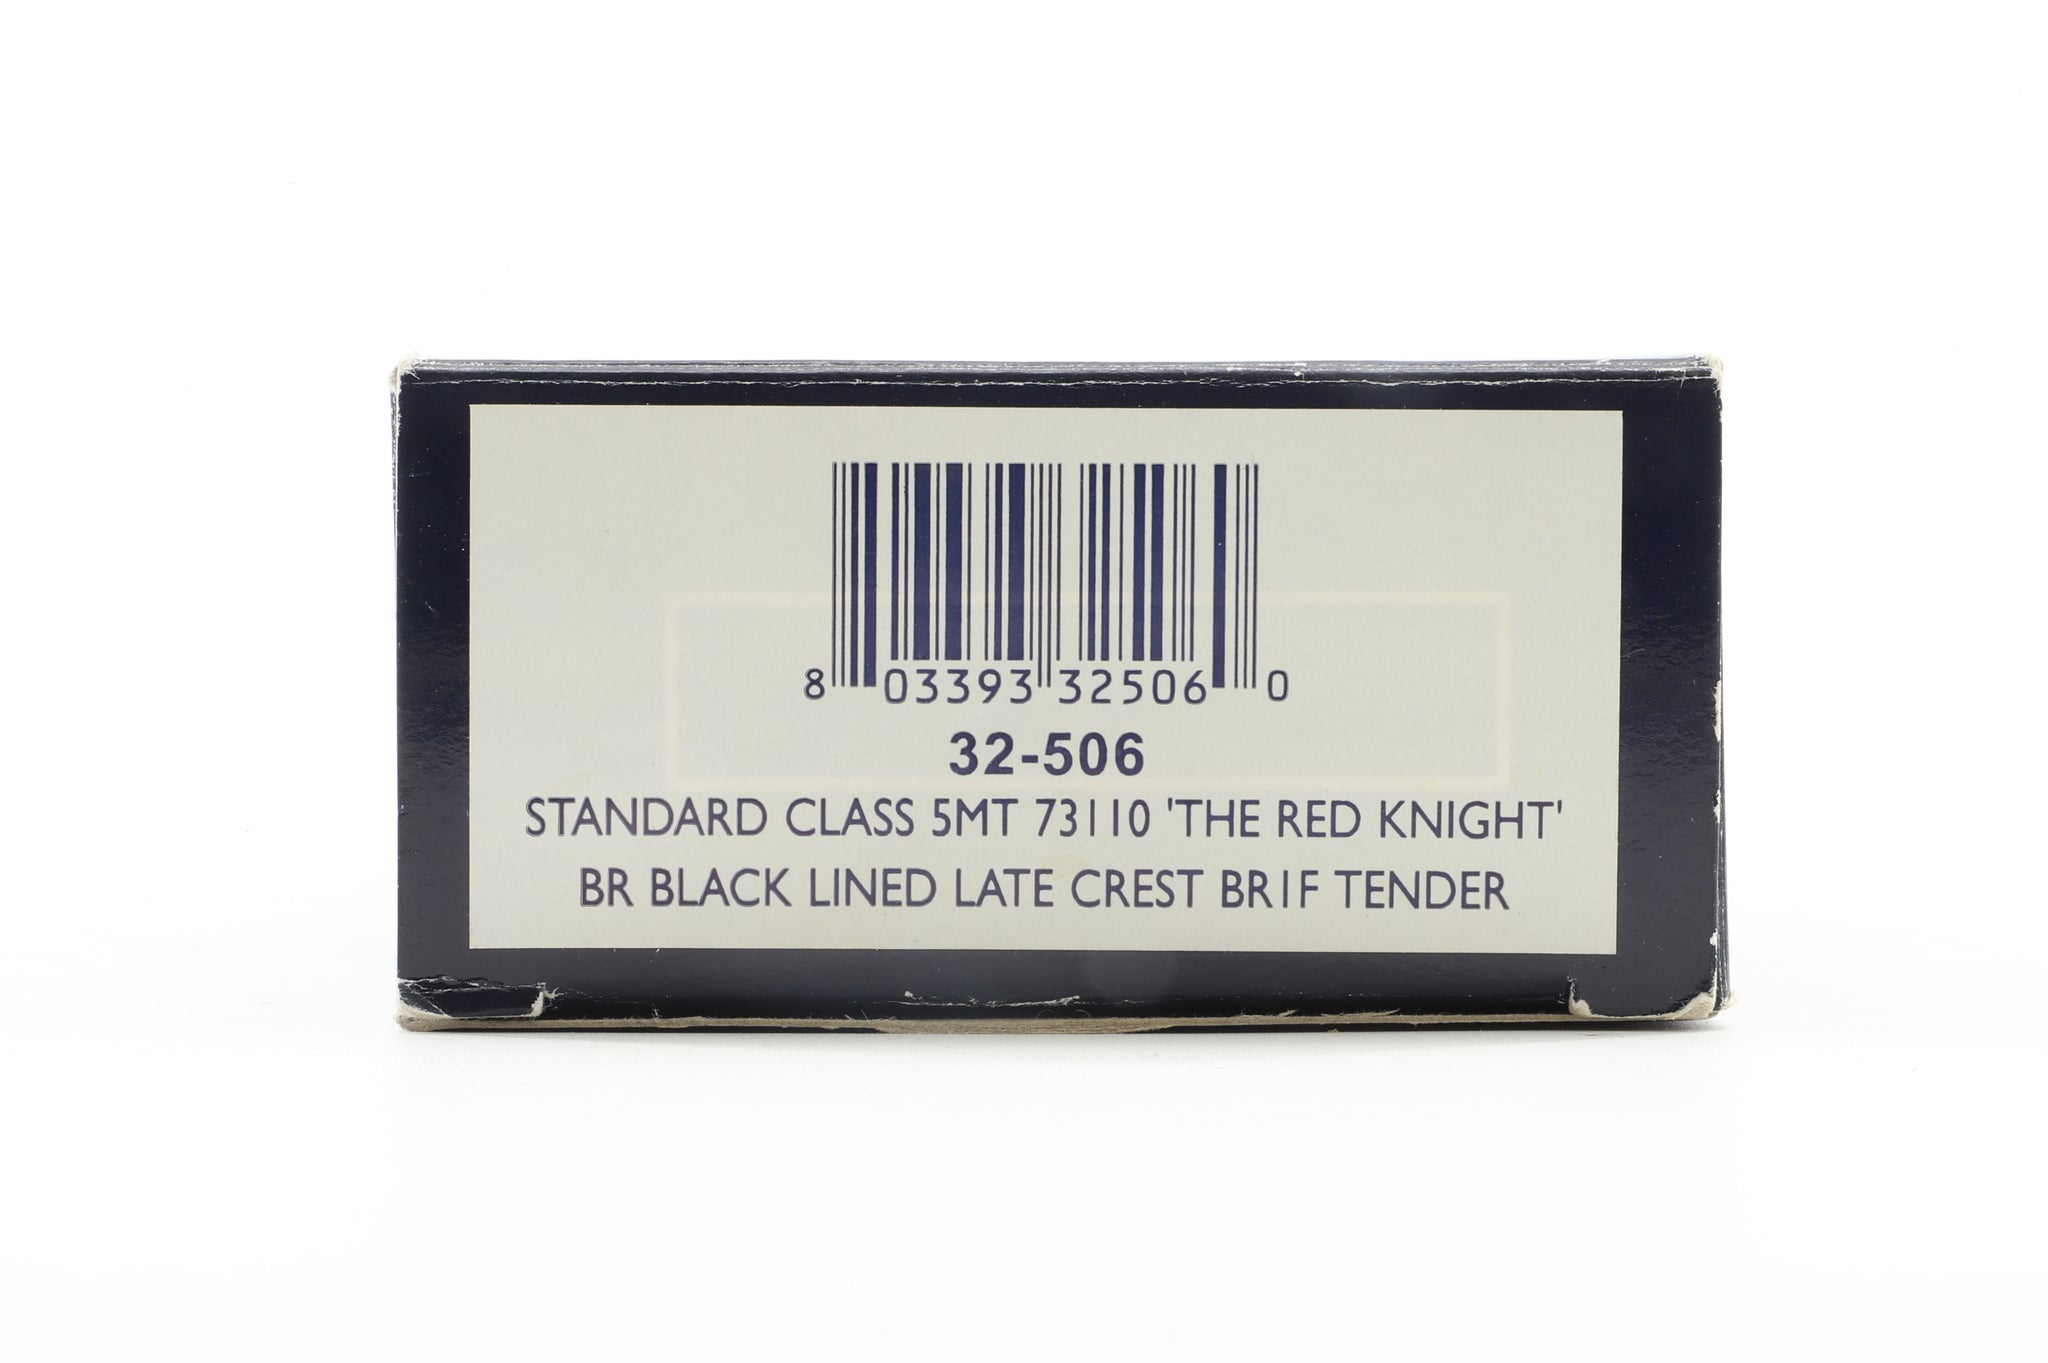 8 03393 32506 0
32-506
STANDARD CLASS 5MT 73110 'THE RED KNIGHT'
BR BLACK LINED LATE CREST BR1F TENDER